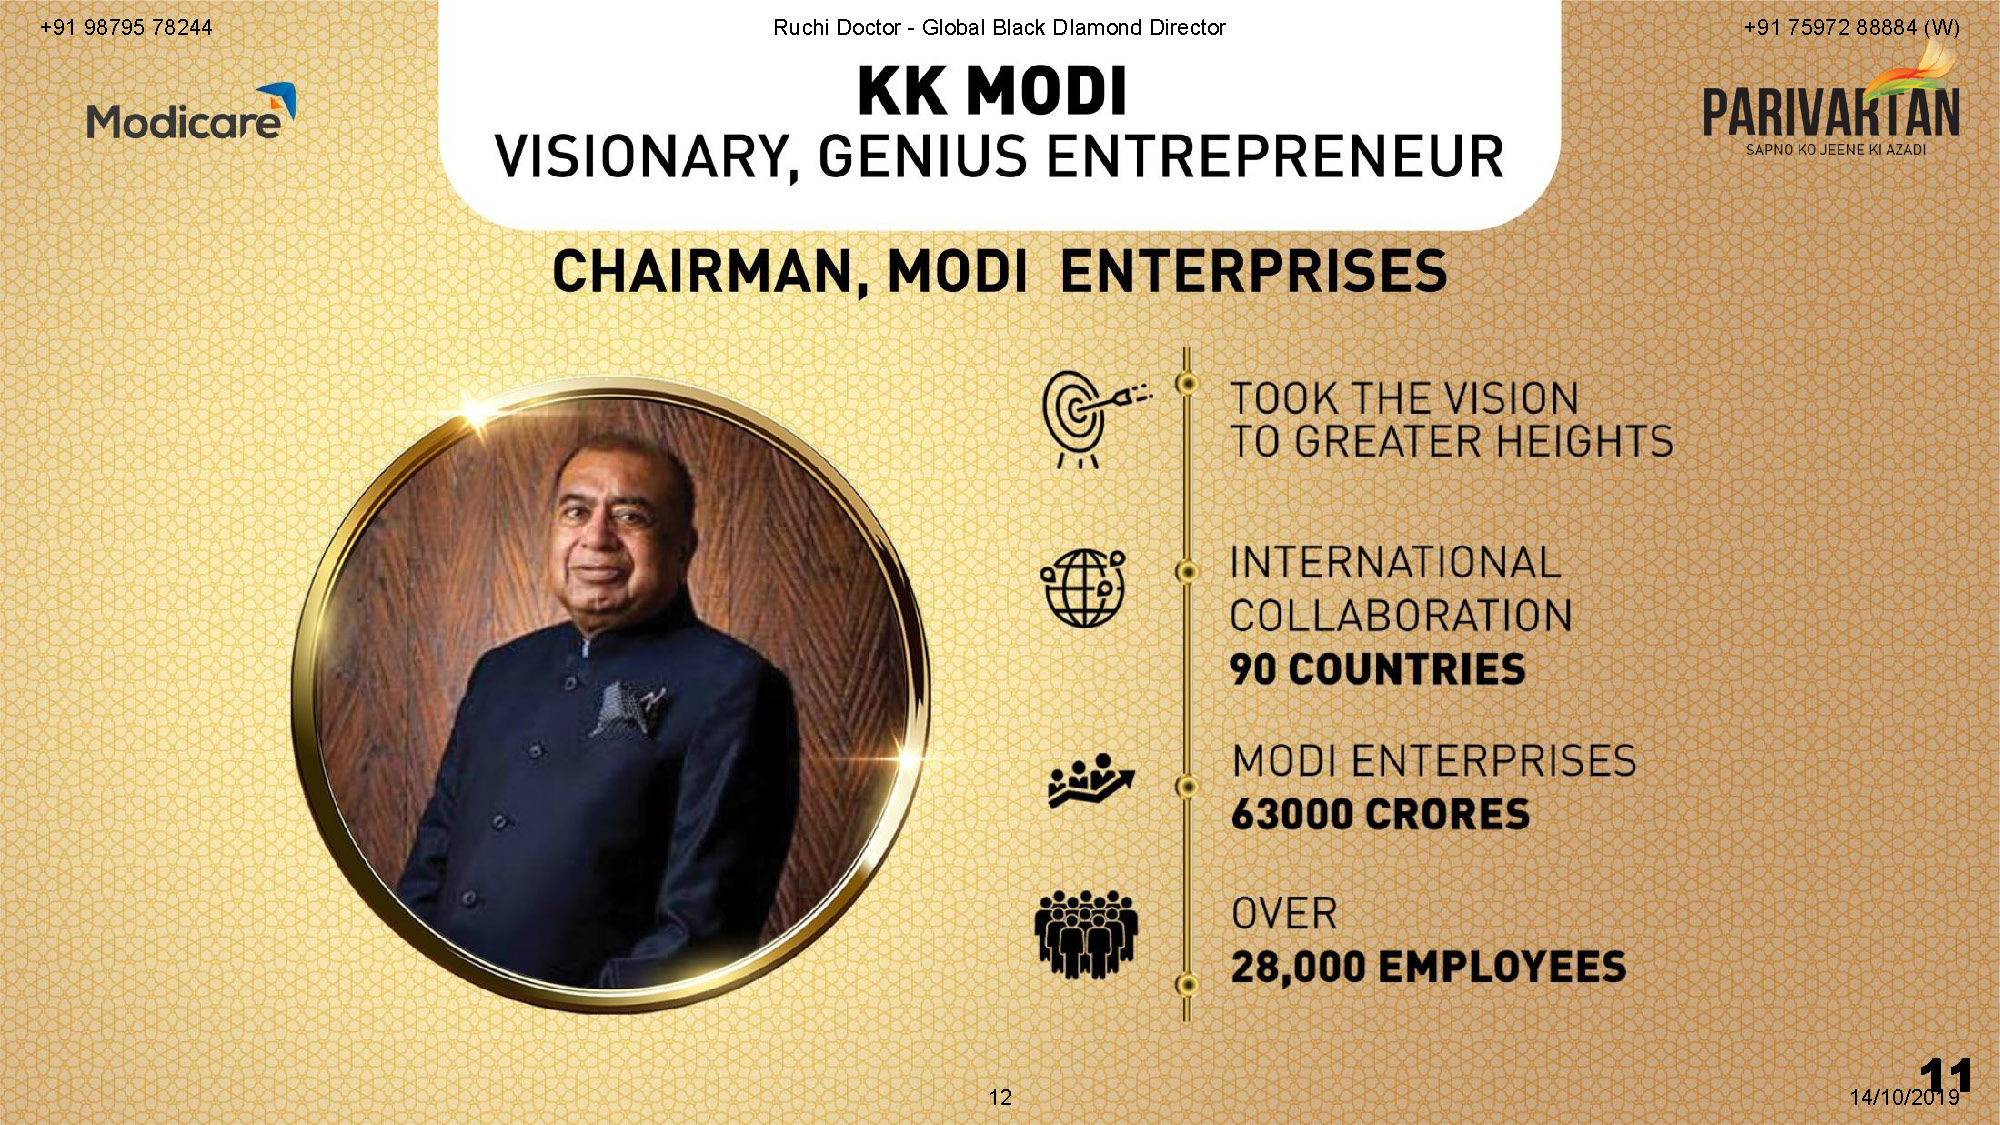 +91 98795 78244
Ruchi Doctor - Global Black DIamond Director
+91 75972 88884 (W)
Modicare
KK MODI
VISIONARY, GENIUS ENTREPRENEUR
PARIVARTAN
SAPNO KO JEENE KI AZADI
CHAIRMAN, MODI ENTERPRISES
TOOK THE VISION
TO GREATER HEIGHTS
INTERNATIONAL
COLLABORATION
90 COUNTRIES
MODI ENTERPRISES
63000 CRORES
OVER
28,000 EMPLOYEES
11
12
14/10/2019